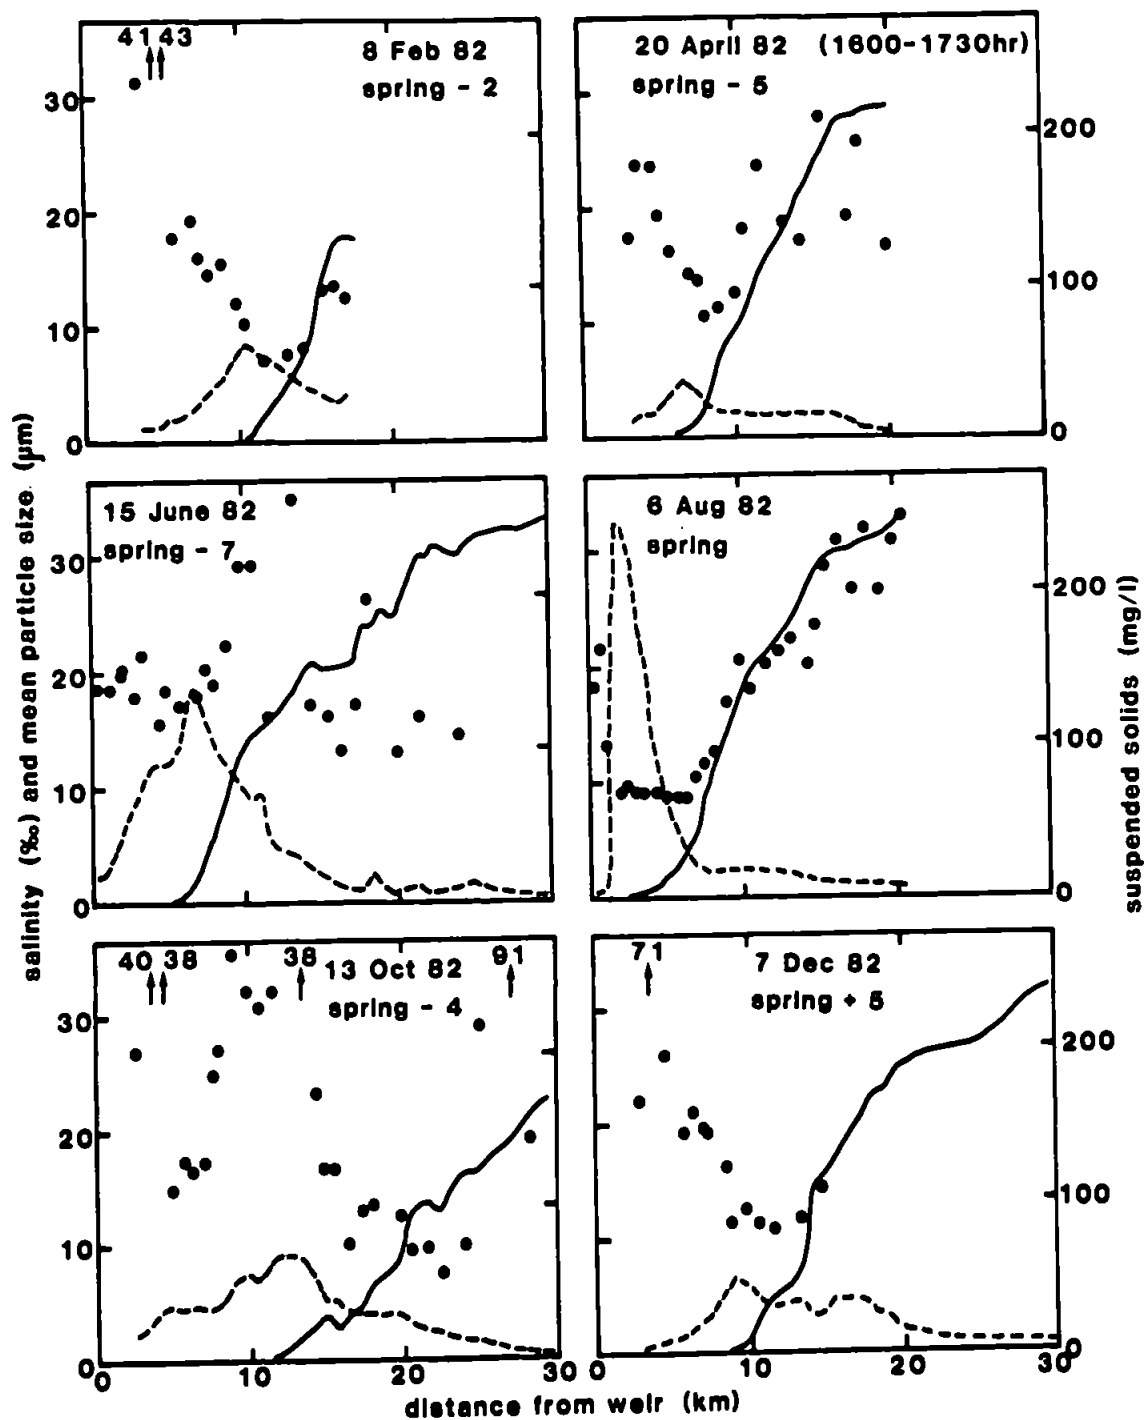 41 43
8 Feb 82
spring - 2
20 April 82 (1600-1730hr)
spring - 5
30
20
10
0
200
100
0
15 June 82
spring - 7
6 Aug 82
spring
30
20
10
0
200
100
0
40 38 38 91
13 Oct 82
spring - 4
71
7 Dec 82
spring + 5
30
20
10
0
200
100
0
0 10 20 30
0 10 20 30
distance from weir (km)
salinity (‰) and mean particle size (µm)
suspended solids (mg/l)